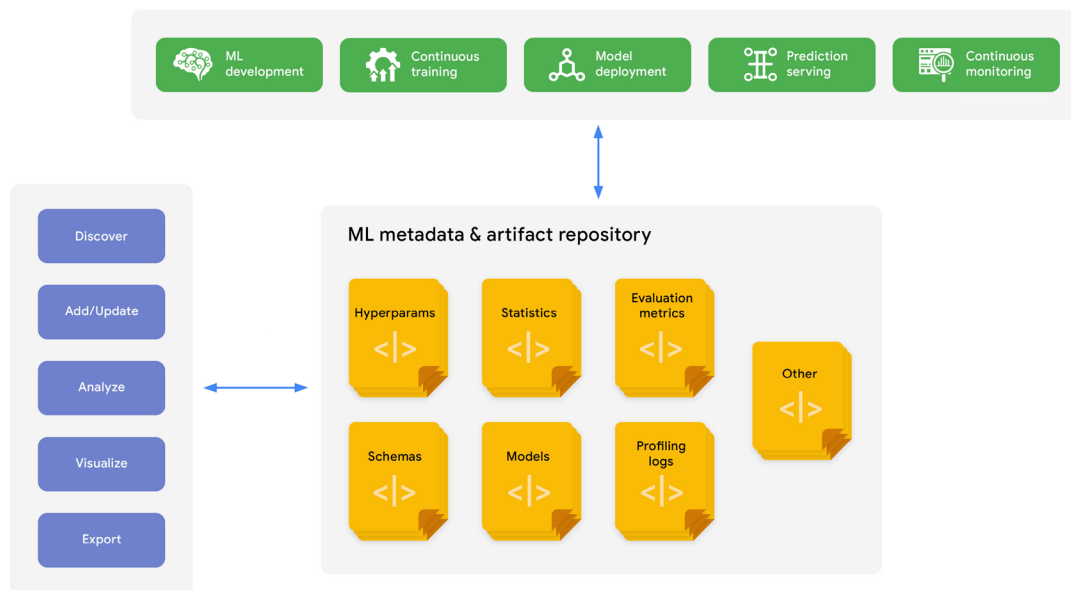 ML
development
Continuous
training
Model
deployment
Prediction
serving
Continuous
monitoring
Discover
Add/Update
Analyze
Visualize
Export
ML metadata & artifact repository
Hyperparams
</>
Statistics
</>
Evaluation
metrics
</>
Other
</>
Schemas
</>
Models
</>
Profiling
logs
</>